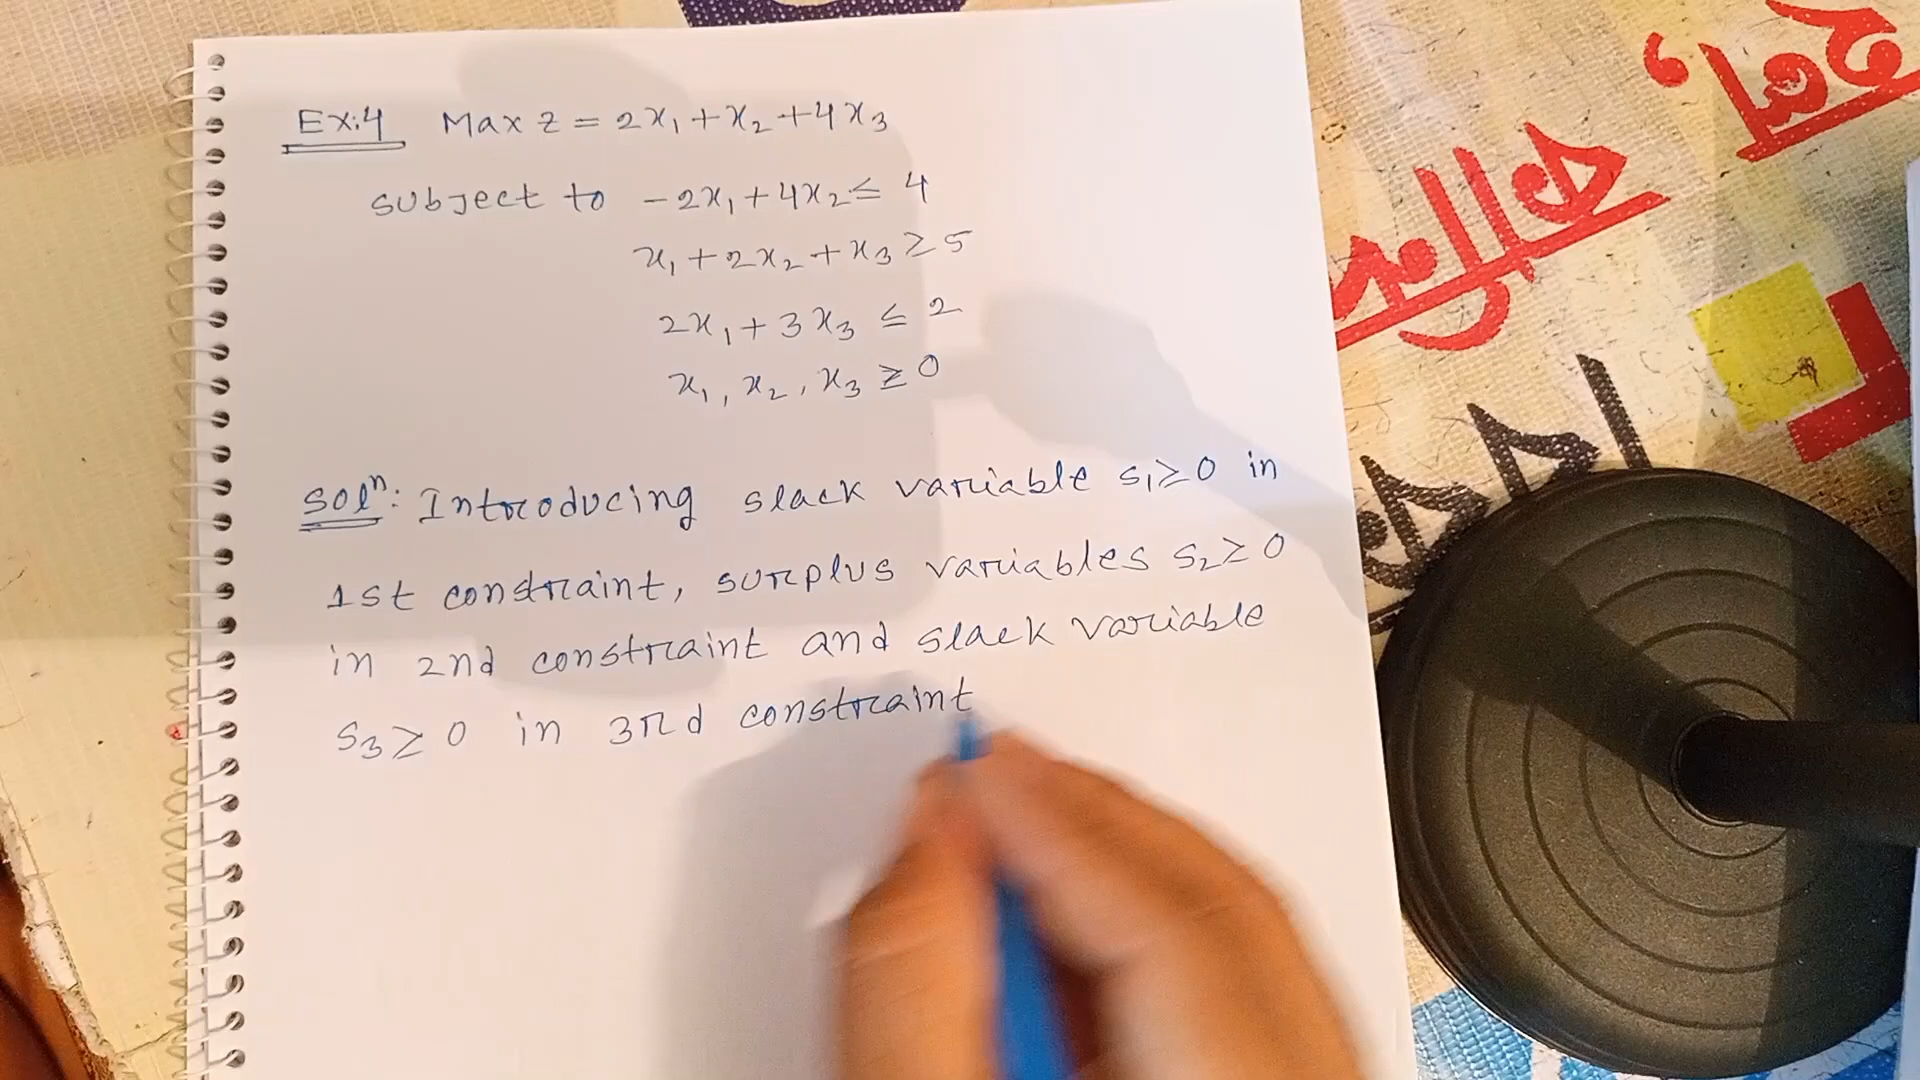 Ex:4 Max z = 2x₁ + x₂ + 4x₃
subject to -2x₁ + 4x₂ ≤ 4
x₁ + 2x₂ + x₃ ≥ 5
2x₁ + 3x₃ ≤ 2
x₁, x₂, x₃ ≥ 0
Solⁿ: Introducing slack variable s₁ ≥ 0 in
1st constraint, surplus variables s₂ ≥ 0
in 2nd constraint and slack variable
s₃ ≥ 0 in 3rd constraint